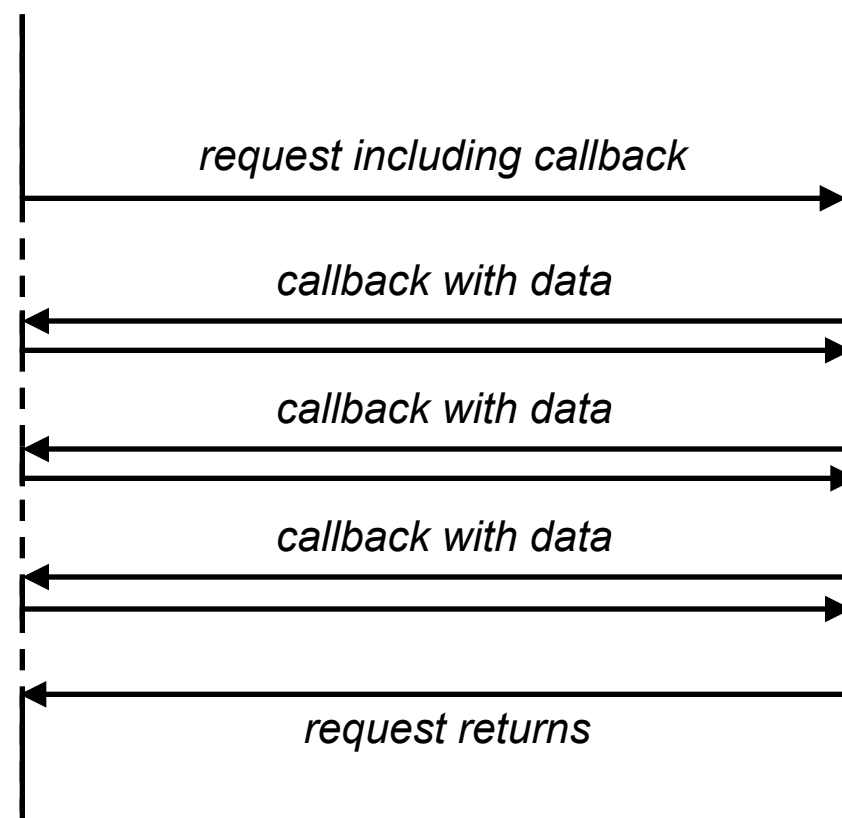 request including callback
callback with data
callback with data
callback with data
request returns